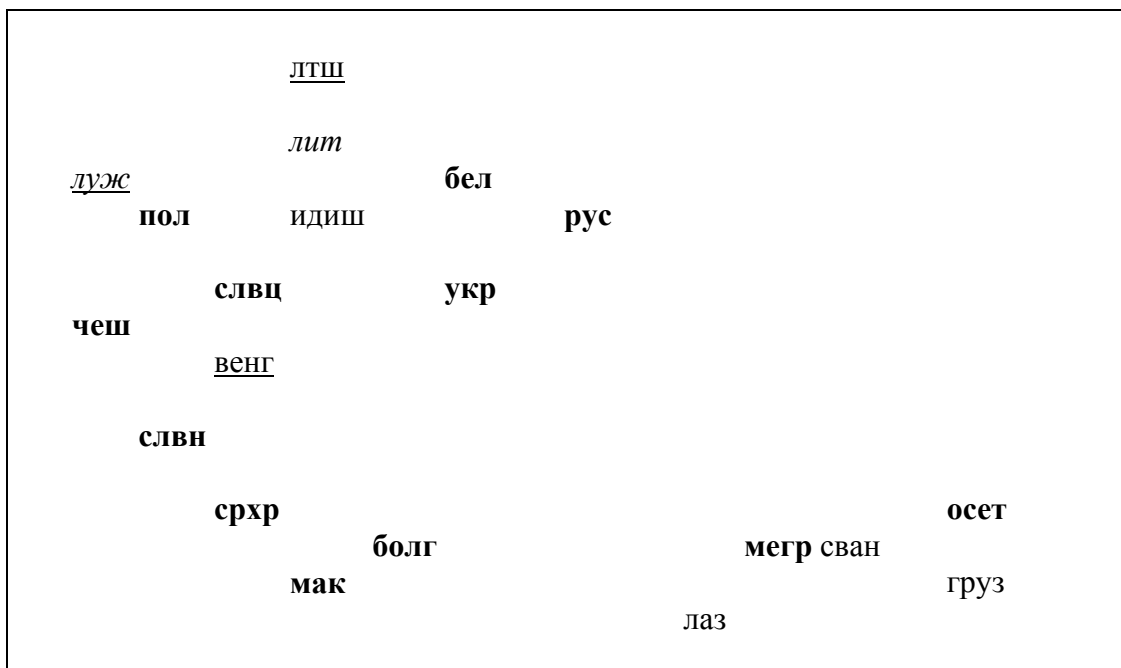 лтш
лит
луж бел
пол идиш рус
слвц укр
чеш
венг
слвн
српхр осет
болг мегр сван
мак груз
лаз